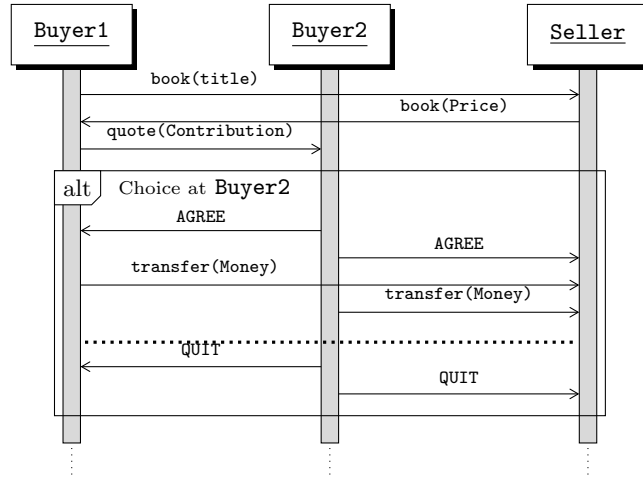 Buyer1 Buyer2 Seller
book(title)
book(Price)
quote(Contribution)
alt Choice at Buyer2
AGREE
AGREE
transfer(Money)
transfer(Money)
QUIT
QUIT